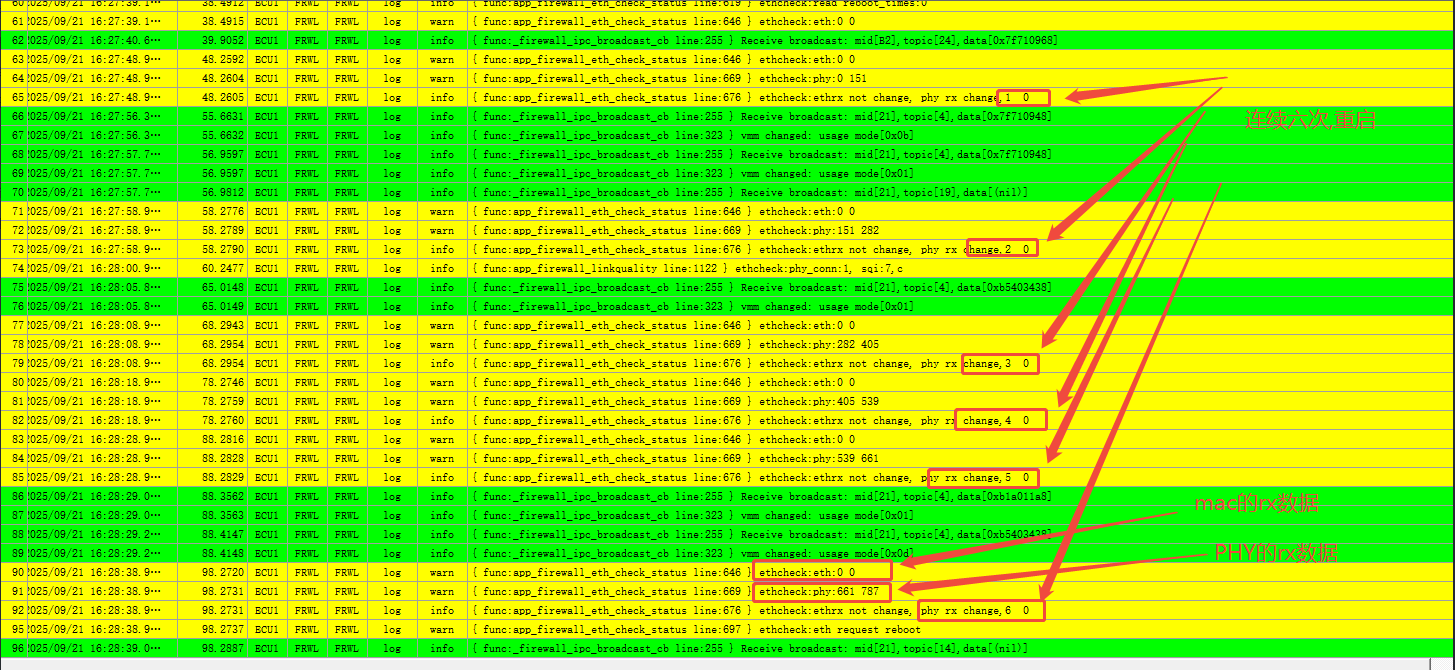 60 2025/09/21 16:27:39.1··· 38.4912 ECU1 FRWL FRWL log info { func:app_firewall_eth_check_status line:619 } ethcheck:read reboot_times:0
61 2025/09/21 16:27:39.1··· 38.4915 ECU1 FRWL FRWL log warn { func:app_firewall_eth_check_status line:646 } ethcheck:eth:0 0
62 2025/09/21 16:27:40.6··· 39.9052 ECU1 FRWL FRWL log info { func:_firewall_ipc_broadcast_cb line:255 } Receive broadcast: mid[B2],topic[24],data[0x7f710968]
63 2025/09/21 16:27:48.9··· 48.2592 ECU1 FRWL FRWL log warn { func:app_firewall_eth_check_status line:646 } ethcheck:eth:0 0
64 2025/09/21 16:27:48.9··· 48.2604 ECU1 FRWL FRWL log warn { func:app_firewall_eth_check_status line:669 } ethcheck:phy:0 151
65 2025/09/21 16:27:48.9··· 48.2605 ECU1 FRWL FRWL log info { func:app_firewall_eth_check_status line:676 } ethcheck:ethrx not change, phy rx change,1 0
66 2025/09/21 16:27:56.3··· 55.6631 ECU1 FRWL FRWL log info { func:_firewall_ipc_broadcast_cb line:255 } Receive broadcast: mid[21],topic[4],data[0x7f710948]
连续六次,重启
67 2025/09/21 16:27:56.3··· 55.6632 ECU1 FRWL FRWL log info { func:_firewall_ipc_broadcast_cb line:323 } vmm changed: usage mode[0x0b]
68 2025/09/21 16:27:57.7··· 56.9597 ECU1 FRWL FRWL log info { func:_firewall_ipc_broadcast_cb line:255 } Receive broadcast: mid[21],topic[4],data[0x7f710948]
69 2025/09/21 16:27:57.7··· 56.9597 ECU1 FRWL FRWL log info { func:_firewall_ipc_broadcast_cb line:323 } vmm changed: usage mode[0x01]
70 2025/09/21 16:27:57.7··· 56.9812 ECU1 FRWL FRWL log info { func:_firewall_ipc_broadcast_cb line:255 } Receive broadcast: mid[21],topic[19],data[(nil)]
71 2025/09/21 16:27:58.9··· 58.2776 ECU1 FRWL FRWL log warn { func:app_firewall_eth_check_status line:646 } ethcheck:eth:0 0
72 2025/09/21 16:27:58.9··· 58.2789 ECU1 FRWL FRWL log warn { func:app_firewall_eth_check_status line:669 } ethcheck:phy:151 282
73 2025/09/21 16:27:58.9··· 58.2790 ECU1 FRWL FRWL log info { func:app_firewall_eth_check_status line:676 } ethcheck:ethrx not change, phy rx change,2 0
74 2025/09/21 16:28:00.9··· 60.2477 ECU1 FRWL FRWL log info { func:app_firewall_linkquality line:1122 } ethcheck:phy_conn:1, sqi:7,c
75 2025/09/21 16:28:05.8··· 65.0148 ECU1 FRWL FRWL log info { func:_firewall_ipc_broadcast_cb line:255 } Receive broadcast: mid[21],topic[4],data[0xb5403438]
76 2025/09/21 16:28:05.8··· 65.0149 ECU1 FRWL FRWL log info { func:_firewall_ipc_broadcast_cb line:323 } vmm changed: usage mode[0x01]
77 2025/09/21 16:28:08.9··· 68.2943 ECU1 FRWL FRWL log warn { func:app_firewall_eth_check_status line:646 } ethcheck:eth:0 0
78 2025/09/21 16:28:08.9··· 68.2954 ECU1 FRWL FRWL log warn { func:app_firewall_eth_check_status line:669 } ethcheck:phy:282 405
79 2025/09/21 16:28:08.9··· 68.2954 ECU1 FRWL FRWL log info { func:app_firewall_eth_check_status line:676 } ethcheck:ethrx not change, phy rx change,3 0
80 2025/09/21 16:28:18.9··· 78.2746 ECU1 FRWL FRWL log warn { func:app_firewall_eth_check_status line:646 } ethcheck:eth:0 0
81 2025/09/21 16:28:18.9··· 78.2759 ECU1 FRWL FRWL log warn { func:app_firewall_eth_check_status line:669 } ethcheck:phy:405 539
82 2025/09/21 16:28:18.9··· 78.2760 ECU1 FRWL FRWL log info { func:app_firewall_eth_check_status line:676 } ethcheck:ethrx not change, phy rx change,4 0
83 2025/09/21 16:28:28.9··· 88.2816 ECU1 FRWL FRWL log warn { func:app_firewall_eth_check_status line:646 } ethcheck:eth:0 0
84 2025/09/21 16:28:28.9··· 88.2828 ECU1 FRWL FRWL log warn { func:app_firewall_eth_check_status line:669 } ethcheck:phy:539 661
85 2025/09/21 16:28:28.9··· 88.2829 ECU1 FRWL FRWL log info { func:app_firewall_eth_check_status line:676 } ethcheck:ethrx not change, phy rx change,5 0
86 2025/09/21 16:28:29.0··· 88.3562 ECU1 FRWL FRWL log info { func:_firewall_ipc_broadcast_cb line:255 } Receive broadcast: mid[21],topic[4],data[0xb1a011a8]
mac的rx数据
87 2025/09/21 16:28:29.0··· 88.3563 ECU1 FRWL FRWL log info { func:_firewall_ipc_broadcast_cb line:323 } vmm changed: usage mode[0x01]
88 2025/09/21 16:28:29.2··· 88.4147 ECU1 FRWL FRWL log info { func:_firewall_ipc_broadcast_cb line:255 } Receive broadcast: mid[21],topic[4],data[0xb5403438]
89 2025/09/21 16:28:29.2··· 88.4148 ECU1 FRWL FRWL log info { func:_firewall_ipc_broadcast_cb line:323 } vmm changed: usage mode[0x0d]
PHY的rx数据
90 2025/09/21 16:28:38.9··· 98.2720 ECU1 FRWL FRWL log warn { func:app_firewall_eth_check_status line:646 } ethcheck:eth:0 0
91 2025/09/21 16:28:38.9··· 98.2731 ECU1 FRWL FRWL log warn { func:app_firewall_eth_check_status line:669 } ethcheck:phy:661 787
92 2025/09/21 16:28:38.9··· 98.2731 ECU1 FRWL FRWL log info { func:app_firewall_eth_check_status line:676 } ethcheck:ethrx not change, phy rx change,6 0
95 2025/09/21 16:28:38.9··· 98.2737 ECU1 FRWL FRWL log warn { func:app_firewall_eth_check_status line:697 } ethcheck:eth request reboot
96 2025/09/21 16:28:39.0··· 98.2887 ECU1 FRWL FRWL log info { func:_firewall_ipc_broadcast_cb line:255 } Receive broadcast: mid[21],topic[14],data[(nil)]